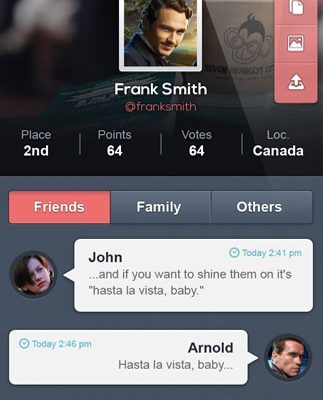 Frank Smith
@franksmith
Place Points Votes Loc.
2nd 64 64 Canada
Friends Family Others
John Today 2:41 pm
...and if you want to shine them on it's
"hasta la vista, baby."
Today 2:46 pm Arnold
Hasta la vista, baby...